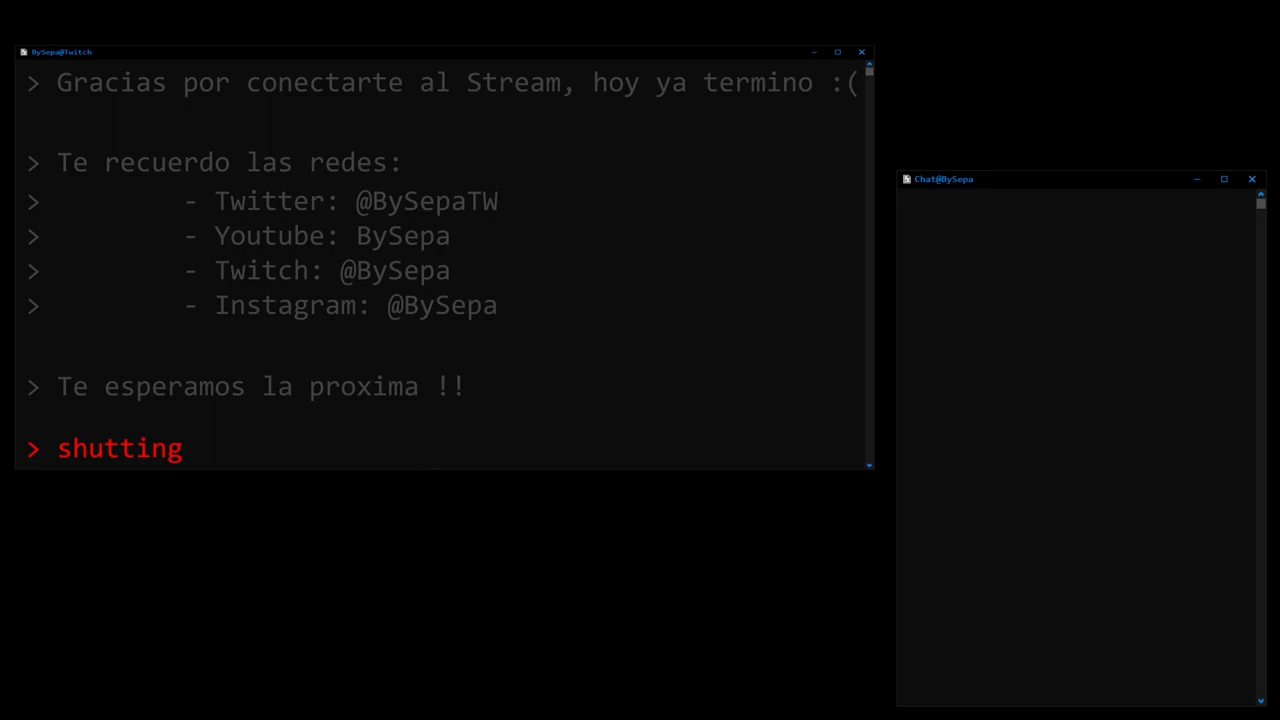 BySepa@Twitch
> Gracias por conectarte al Stream, hoy ya termino :(
> Te recuerdo las redes:
> - Twitter: @BySepaTW
> - Youtube: BySepa
> - Twitch: @BySepa
> - Instagram: @BySepa
> Te esperamos la proxima !!
> shutting
Chat@BySepa